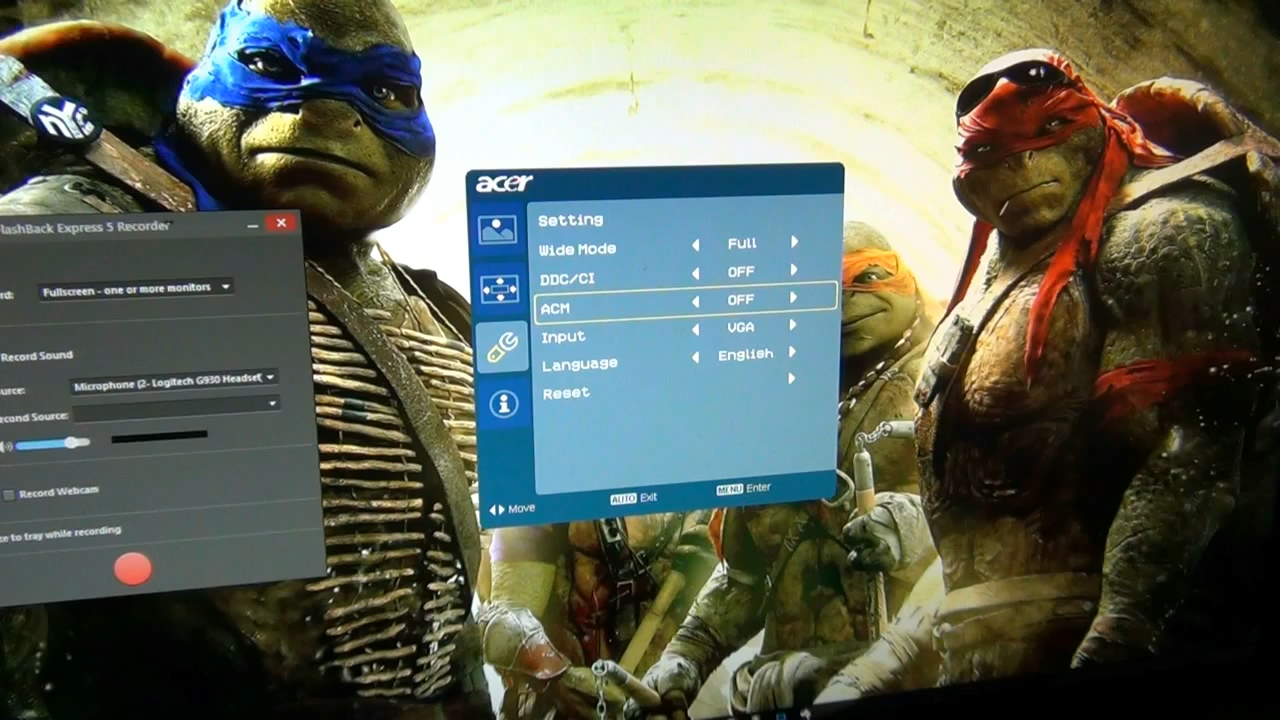 acer
Setting
Wide Mode Full
DDC/CI OFF
ACM OFF
Input VGA
Language English
Reset
Move AUTO Exit MENU Enter
lashBack Express 5 Recorder
rd: Fullscreen - one or more monitors
Record Sound
urce: Microphone (2- Logitech G930 Headset(
econd Source:
Record Webcam
ze to tray while recording
NYC